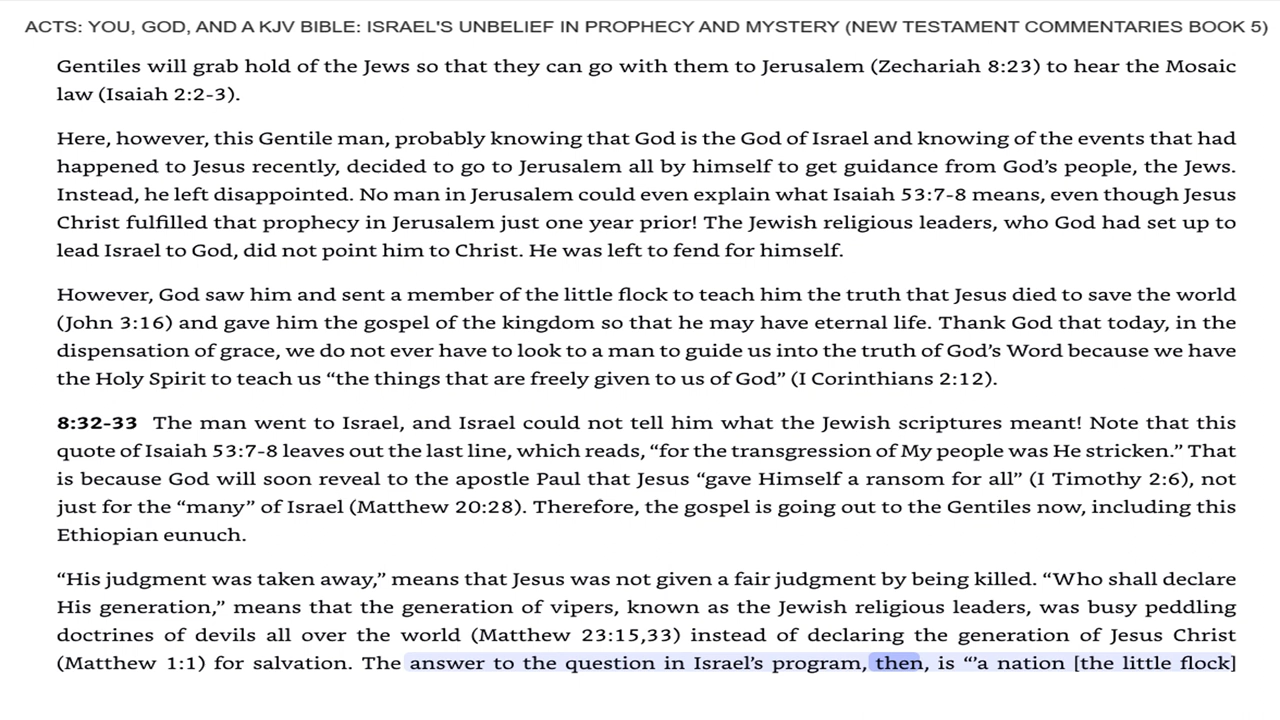 ACTS: YOU, GOD, AND A KJV BIBLE: ISRAEL'S UNBELIEF IN PROPHECY AND MYSTERY (NEW TESTAMENT COMMENTARIES BOOK 5)
Gentiles will grab hold of the Jews so that they can go with them to Jerusalem (Zechariah 8:23) to hear the Mosaic
law (Isaiah 2:2-3).
Here, however, this Gentile man, probably knowing that God is the God of Israel and knowing of the events that had
happened to Jesus recently, decided to go to Jerusalem all by himself to get guidance from God’s people, the Jews.
Instead, he left disappointed. No man in Jerusalem could even explain what Isaiah 53:7-8 means, even though Jesus
Christ fulfilled that prophecy in Jerusalem just one year prior! The Jewish religious leaders, who God had set up to
lead Israel to God, did not point him to Christ. He was left to fend for himself.
However, God saw him and sent a member of the little flock to teach him the truth that Jesus died to save the world
(John 3:16) and gave him the gospel of the kingdom so that he may have eternal life. Thank God that today, in the
dispensation of grace, we do not ever have to look to a man to guide us into the truth of God’s Word because we have
the Holy Spirit to teach us “the things that are freely given to us of God” (I Corinthians 2:12).
8:32-33 The man went to Israel, and Israel could not tell him what the Jewish scriptures meant! Note that this
quote of Isaiah 53:7-8 leaves out the last line, which reads, “for the transgression of My people was He stricken.” That
is because God will soon reveal to the apostle Paul that Jesus “gave Himself a ransom for all” (I Timothy 2:6), not
just for the “many” of Israel (Matthew 20:28). Therefore, the gospel is going out to the Gentiles now, including this
Ethiopian eunuch.
“His judgment was taken away,” means that Jesus was not given a fair judgment by being killed. “Who shall declare
His generation,” means that the generation of vipers, known as the Jewish religious leaders, was busy peddling
doctrines of devils all over the world (Matthew 23:15,33) instead of declaring the generation of Jesus Christ
(Matthew 1:1) for salvation. The answer to the question in Israel’s program, then, is “’a nation [the little flock]